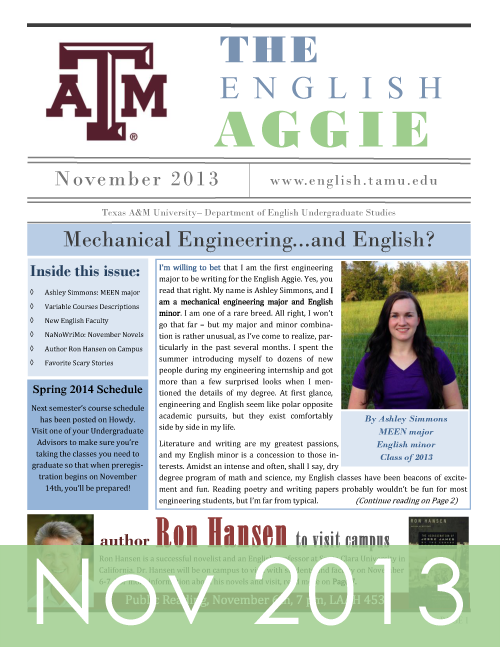 ATM
®
THE
ENGLISH
AGGIE
November 2013
www.english.tamu.edu
Texas A&M University– Department of English Undergraduate Studies
Mechanical Engineering...and English?
Inside this issue:
◊ Ashley Simmons: MEEN major
◊ Variable Courses Descriptions
◊ New English Faculty
◊ NaNoWriMo: November Novels
◊ Author Ron Hansen on Campus
◊ Favorite Scary Stories
Spring 2014 Schedule
Next semester's course schedule
has been posted on Howdy.
Visit one of your Undergraduate
Advisors to make sure you're
taking the classes you need to
graduate so that when preregis-
tration begins on November
14th, you'll be prepared!
I'm willing to bet that I am the first engineering
major to be writing for the English Aggie. Yes, you
read that right. My name is Ashley Simmons, and I
am a mechanical engineering major and English
minor. I am one of a rare breed. All right, I won't
go that far – but my major and minor combina-
tion is rather unusual, as I've come to realize, par-
ticularly in the past several months. I spent the
summer introducing myself to dozens of new
people during my engineering internship and got
more than a few surprised looks when I men-
tioned the details of my degree. At first glance,
engineering and English seem like polar opposite
academic pursuits, but they exist comfortably
side by side in my life.
Literature and writing are my greatest passions,
and my English minor is a concession to those in-
terests. Amidst an intense and often, shall I say, dry
degree program of math and science, my English classes have been beacons of excite-
ment and fun. Reading poetry and writing papers probably wouldn't be fun for most
engineering students, but I'm far from typical. (Continue reading on Page 2)
By Ashley Simmons
MEEN major
English minor
Class of 2013
author Ron Hansen to visit campus
RON HANSEN
Ron Hansen is a successful novelist and an English professor at Santa Clara University in
California. Dr. Hansen will be on campus to
Public Reading, November 6th, 7 pm, LAAH 453
Nov 2013